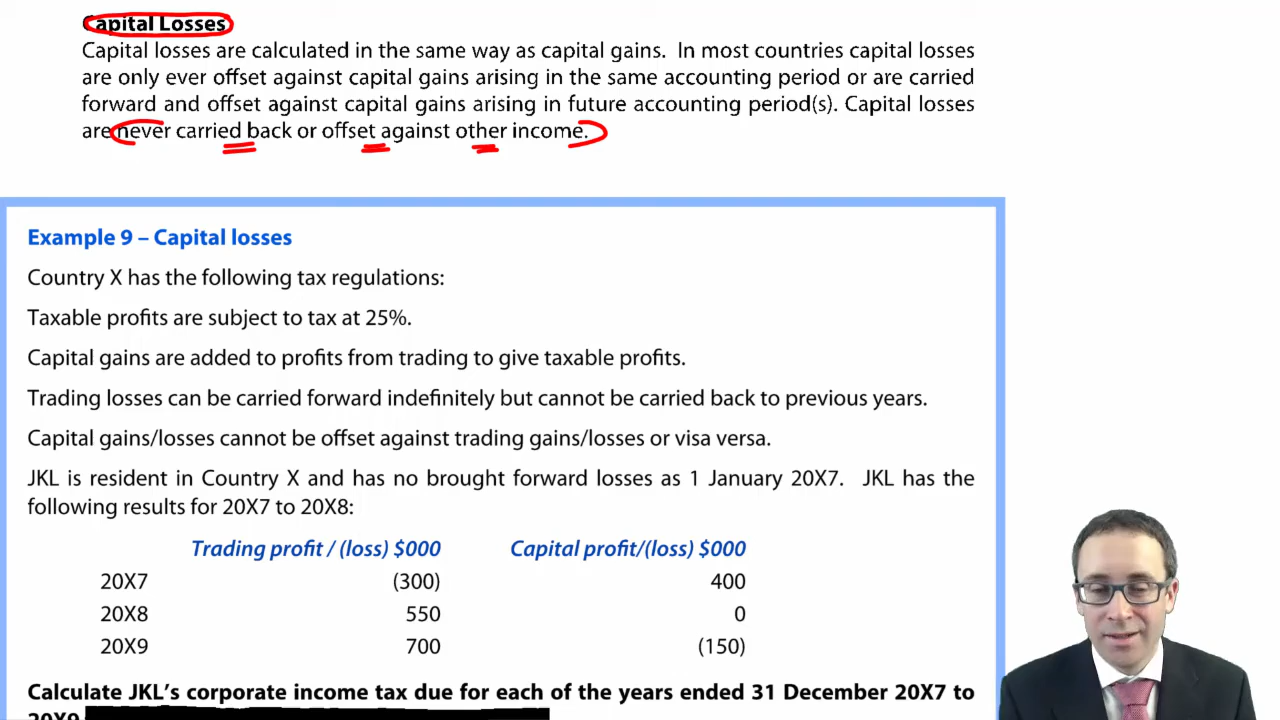 Capital Losses
Capital losses are calculated in the same way as capital gains. In most countries capital losses
are only ever offset against capital gains arising in the same accounting period or are carried
forward and offset against capital gains arising in future accounting period(s). Capital losses
are never carried back or offset against other income.
Example 9 – Capital losses
Country X has the following tax regulations:
Taxable profits are subject to tax at 25%.
Capital gains are added to profits from trading to give taxable profits.
Trading losses can be carried forward indefinitely but cannot be carried back to previous years.
Capital gains/losses cannot be offset against trading gains/losses or visa versa.
JKL is resident in Country X and has no brought forward losses as 1 January 20X7. JKL has the
following results for 20X7 to 20X8:
Trading profit / (loss) $000 Capital profit/(loss) $000
20X7 (300) 400
20X8 550 0
20X9 700 (150)
Calculate JKL's corporate income tax due for each of the years ended 31 December 20X7 to
20X9